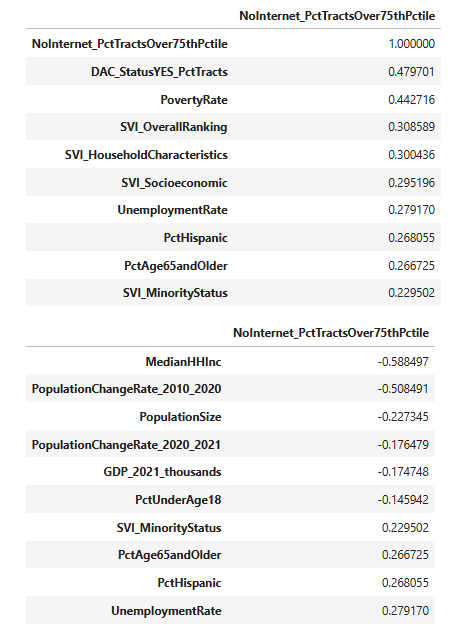 NoInternet_PctTractsOver75thPctile
NoInternet_PctTractsOver75thPctile 1.000000
DAC_StatusYES_PctTracts 0.479701
PovertyRate 0.442716
SVI_OverallRanking 0.308589
SVI_HouseholdCharacteristics 0.300436
SVI_Socioeconomic 0.295196
UnemploymentRate 0.279170
PctHispanic 0.268055
PctAge65andOlder 0.266725
SVI_MinorityStatus 0.229502
NoInternet_PctTractsOver75thPctile
MedianHHInc -0.588497
PopulationChangeRate_2010_2020 -0.508491
PopulationSize -0.227345
PopulationChangeRate_2020_2021 -0.176479
GDP_2021_thousands -0.174748
PctUnderAge18 -0.145942
SVI_MinorityStatus 0.229502
PctAge65andOlder 0.266725
PctHispanic 0.268055
UnemploymentRate 0.279170